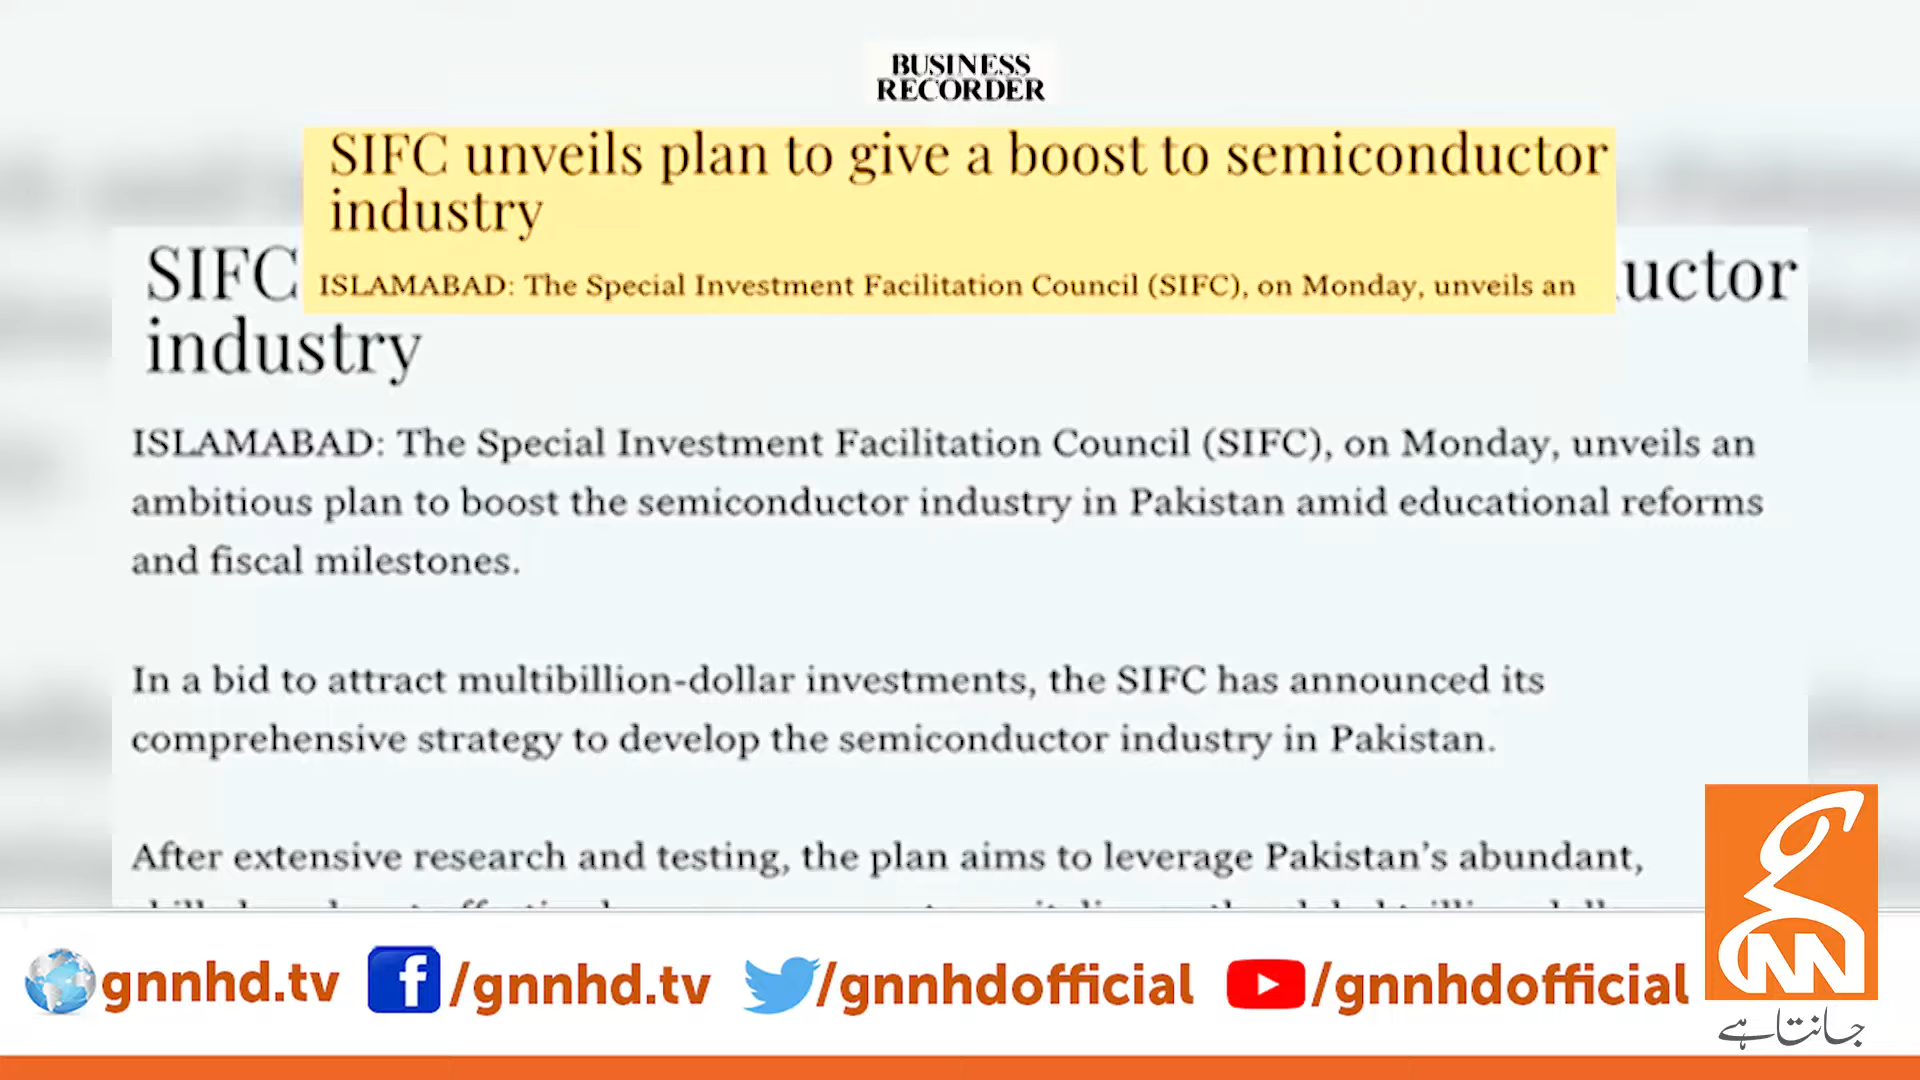 BUSINESS
RECORDER
SIFC unveils plan to give a boost to semiconductor
industry
ISLAMABAD: The Special Investment Facilitation Council (SIFC), on Monday, unveils an
SIFC
uctor
industry
ISLAMABAD: The Special Investment Facilitation Council (SIFC), on Monday, unveils an
ambitious plan to boost the semiconductor industry in Pakistan amid educational reforms
and fiscal milestones.
In a bid to attract multibillion-dollar investments, the SIFC has announced its
comprehensive strategy to develop the semiconductor industry in Pakistan.
After extensive research and testing, the plan aims to leverage Pakistan’s abundant,
gnnhd.tv /gnnhd.tv /gnnhdofficial /gnnhdofficial
GNN
جانتا ہے